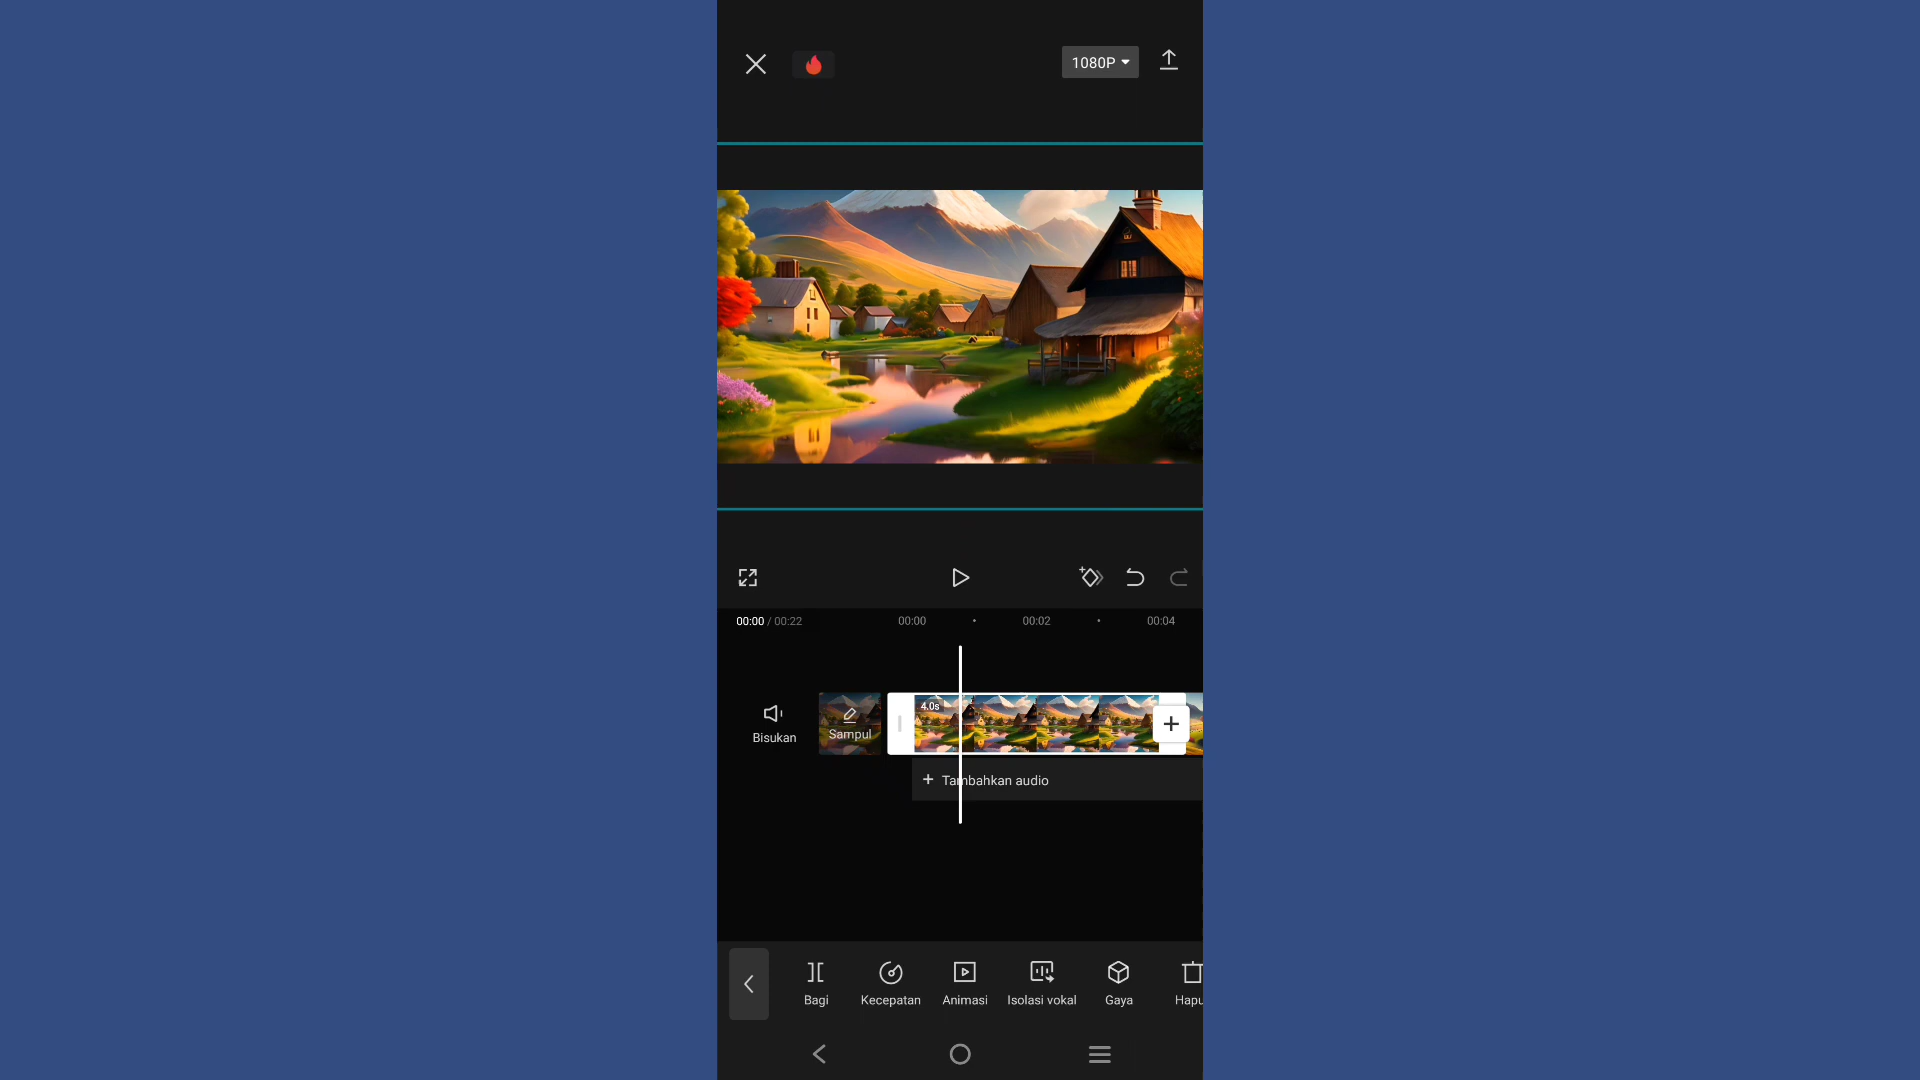 1080P
00:00 / 00:22
00:00
00:02
00:04
Bisukan
Sampul
4.0s
+ Tambahkan audio
Bagi
Kecepatan
Animasi
Isolasi vokal
Gaya
Hapu